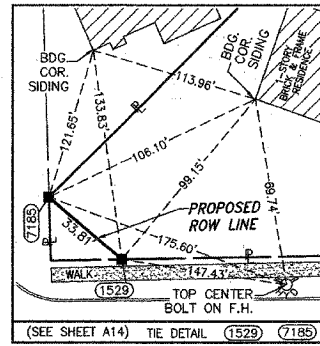 BDG.
COR.
SIDING
BDG.
COR.
SIDING
1 STORY
BRICK & FRAME
RESIDENCE
113.96'
121.65'
133.83'
PL
106.10'
99.15'
69.74'
PROPOSED
ROW LINE
33.81'
175.60'
7185
PL
P
WALK
147.43'
1529
TOP CENTER
BOLT ON F.H.
(SEE SHEET A14) TIE DETAIL 1529 7185